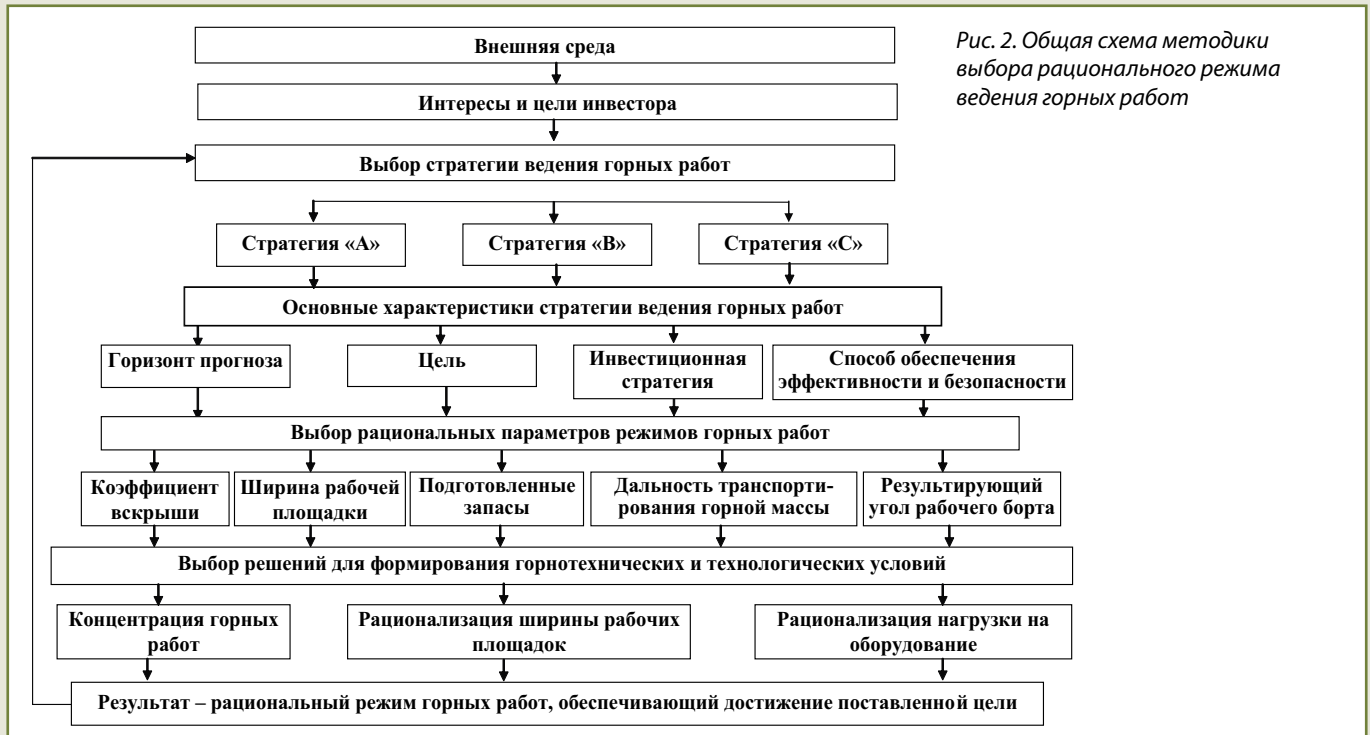 Рис. 2. Общая схема методики
выбора рационального режима
ведения горных работ
Внешняя среда
Интересы и цели инвестора
Выбор стратегии ведения горных работ
Стратегия «А»
Стратегия «В»
Стратегия «С»
Основные характеристики стратегии ведения горных работ
Горизонт прогноза
Цель
Инвестиционная
стратегия
Способ обеспечения
эффективности и безопасности
Выбор рациональных параметров режимов горных работ
Коэффициент
вскрыши
Ширина рабочей
площадки
Подготовленные
запасы
Дальность транспорти-
рования горной массы
Результирующий
угол рабочего борта
Выбор решений для формирования горнотехнических и технологических условий
Концентрация горных
работ
Рационализация ширины рабочих
площадок
Рационализация нагрузки на
оборудование
Результат – рациональный режим горных работ, обеспечивающий достижение поставленной цели